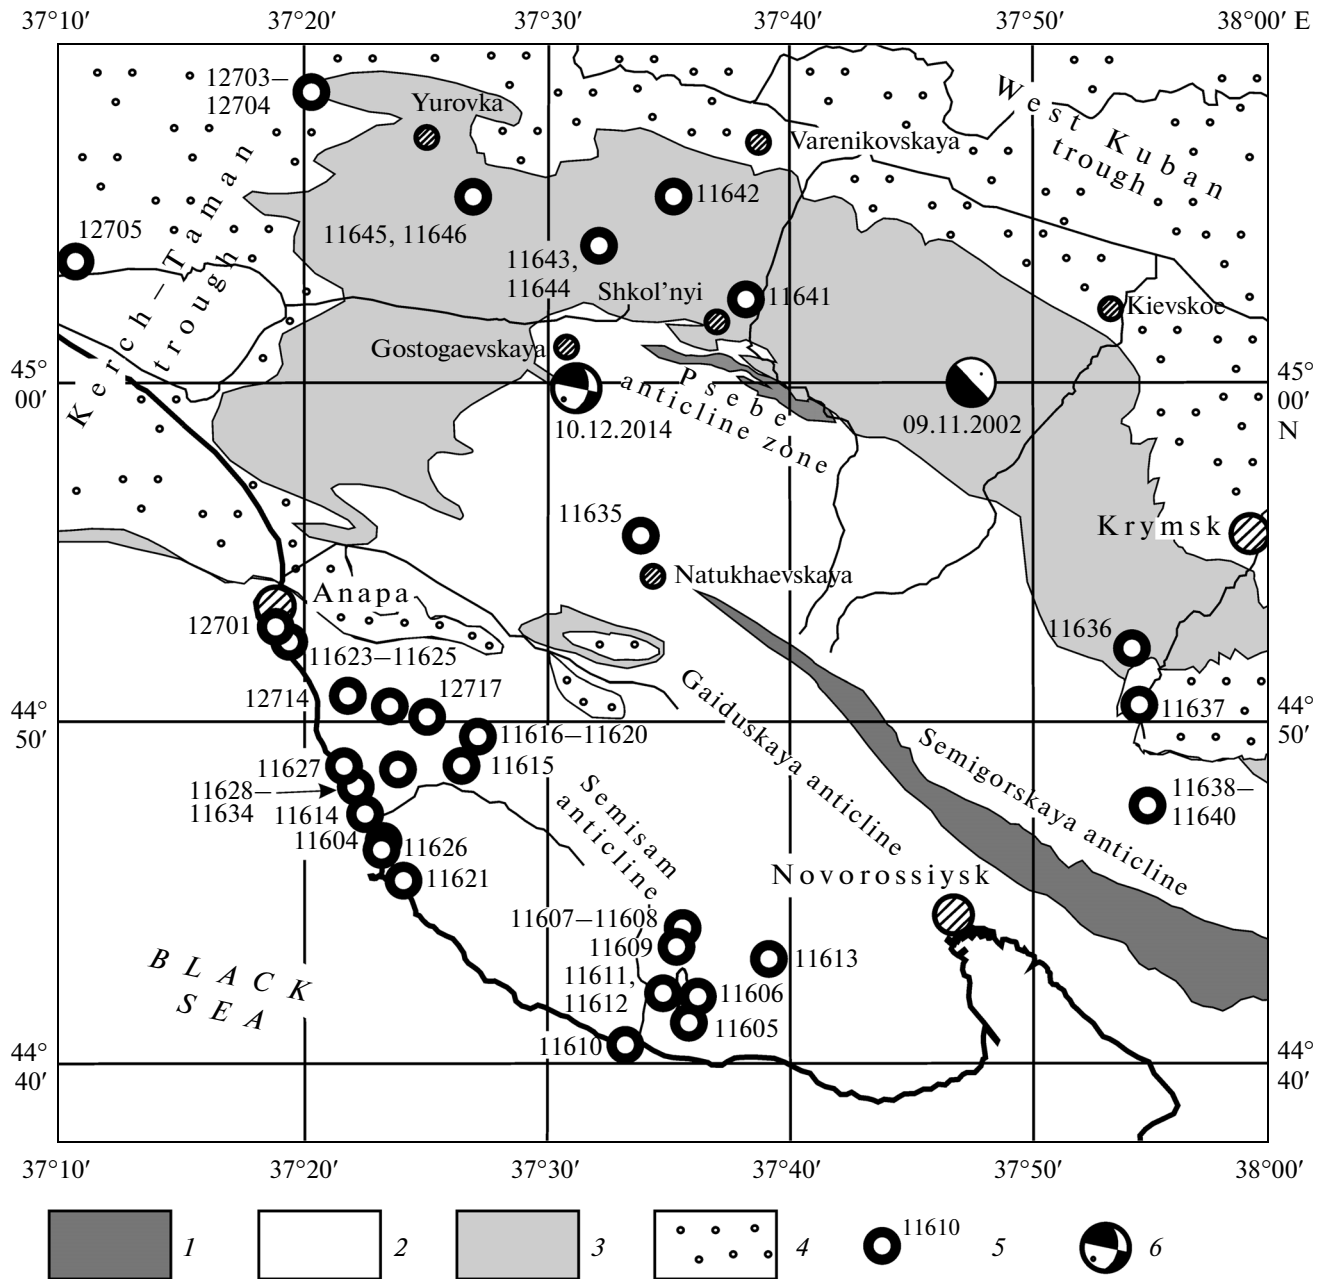 37°10′ 37°20′ 37°30′ 37°40′ 37°50′ 38°00′ E
12703–
12704
Yurovka
Varenikovskaya
West Kuban
trough
Kerch–Taman
trough
12705
11645, 11646
11642
11643,
11644
Shkol’nyi
11641
Kievskoe
Gostogaevskaya
45°
00′
45°
00′
N
Psebe
anticline zone
10.12.2014
09.11.2002
11635
Krymsk
Natukhaevskaya
Anapa
12701
11623–11625
11636
12714
12717
11637
44°
50′
44°
50′
11616–11620
11627
11615
11628–
11634
11614
11604
11626
11621
Gaiduskaya anticline
Semigorskaya anticline
Semisam
anticline
11638–
11640
Novorossiysk
11607–11608
11609
11613
11611,
11612
11606
11605
11610
BLACK
SEA
44°
40′
44°
40′
37°10′ 37°20′ 37°30′ 37°40′ 37°50′ 38°00′
1 2 3 4 11610 5 6